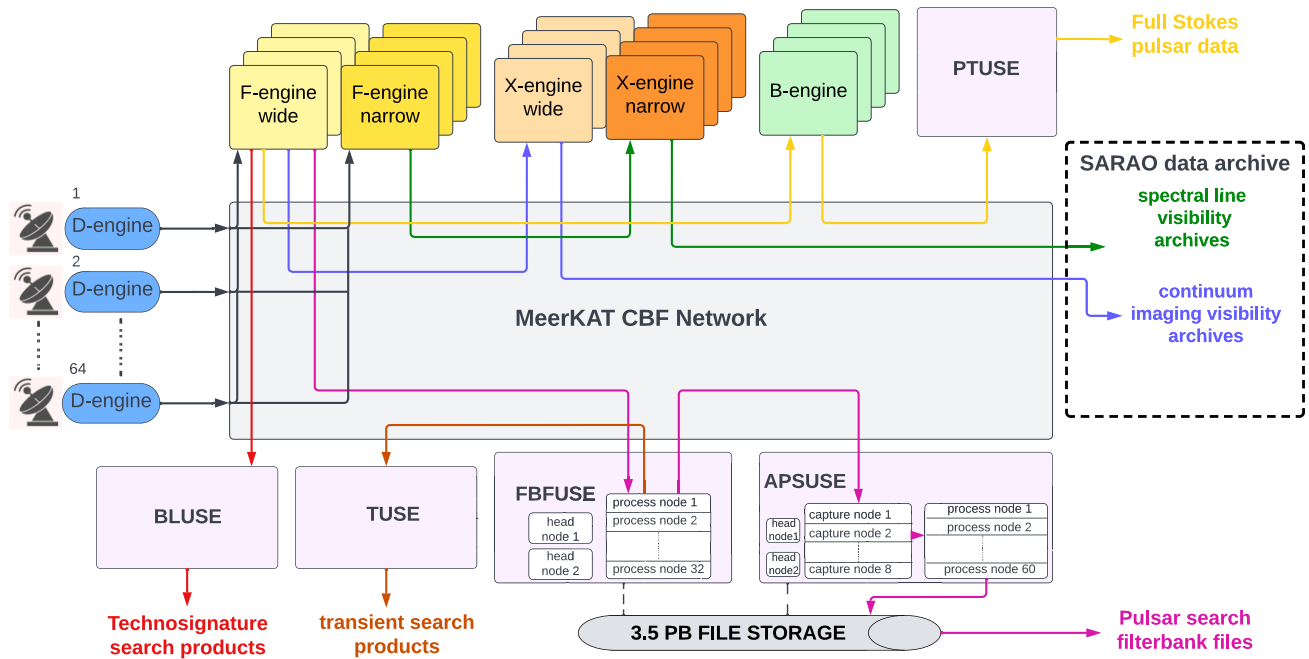 F-engine
wide
F-engine
narrow
X-engine
wide
X-engine
narrow
B-engine
PTUSE
Full Stokes
pulsar data
SARAO data archive
spectral line
visibility
archives
continuum
imaging visibility
archives
1
D-engine
2
D-engine
64
D-engine
MeerKAT CBF Network
BLUSE
TUSE
FBFUSE
head
node 1
head
node 2
process node 1
process node 2
process node 32
APSUSE
head
node1
head
node2
capture node 1
capture node 2
capture node 8
process node 1
process node 2
process node 60
Technosignature
search products
transient search
products
3.5 PB FILE STORAGE
Pulsar search
filterbank files